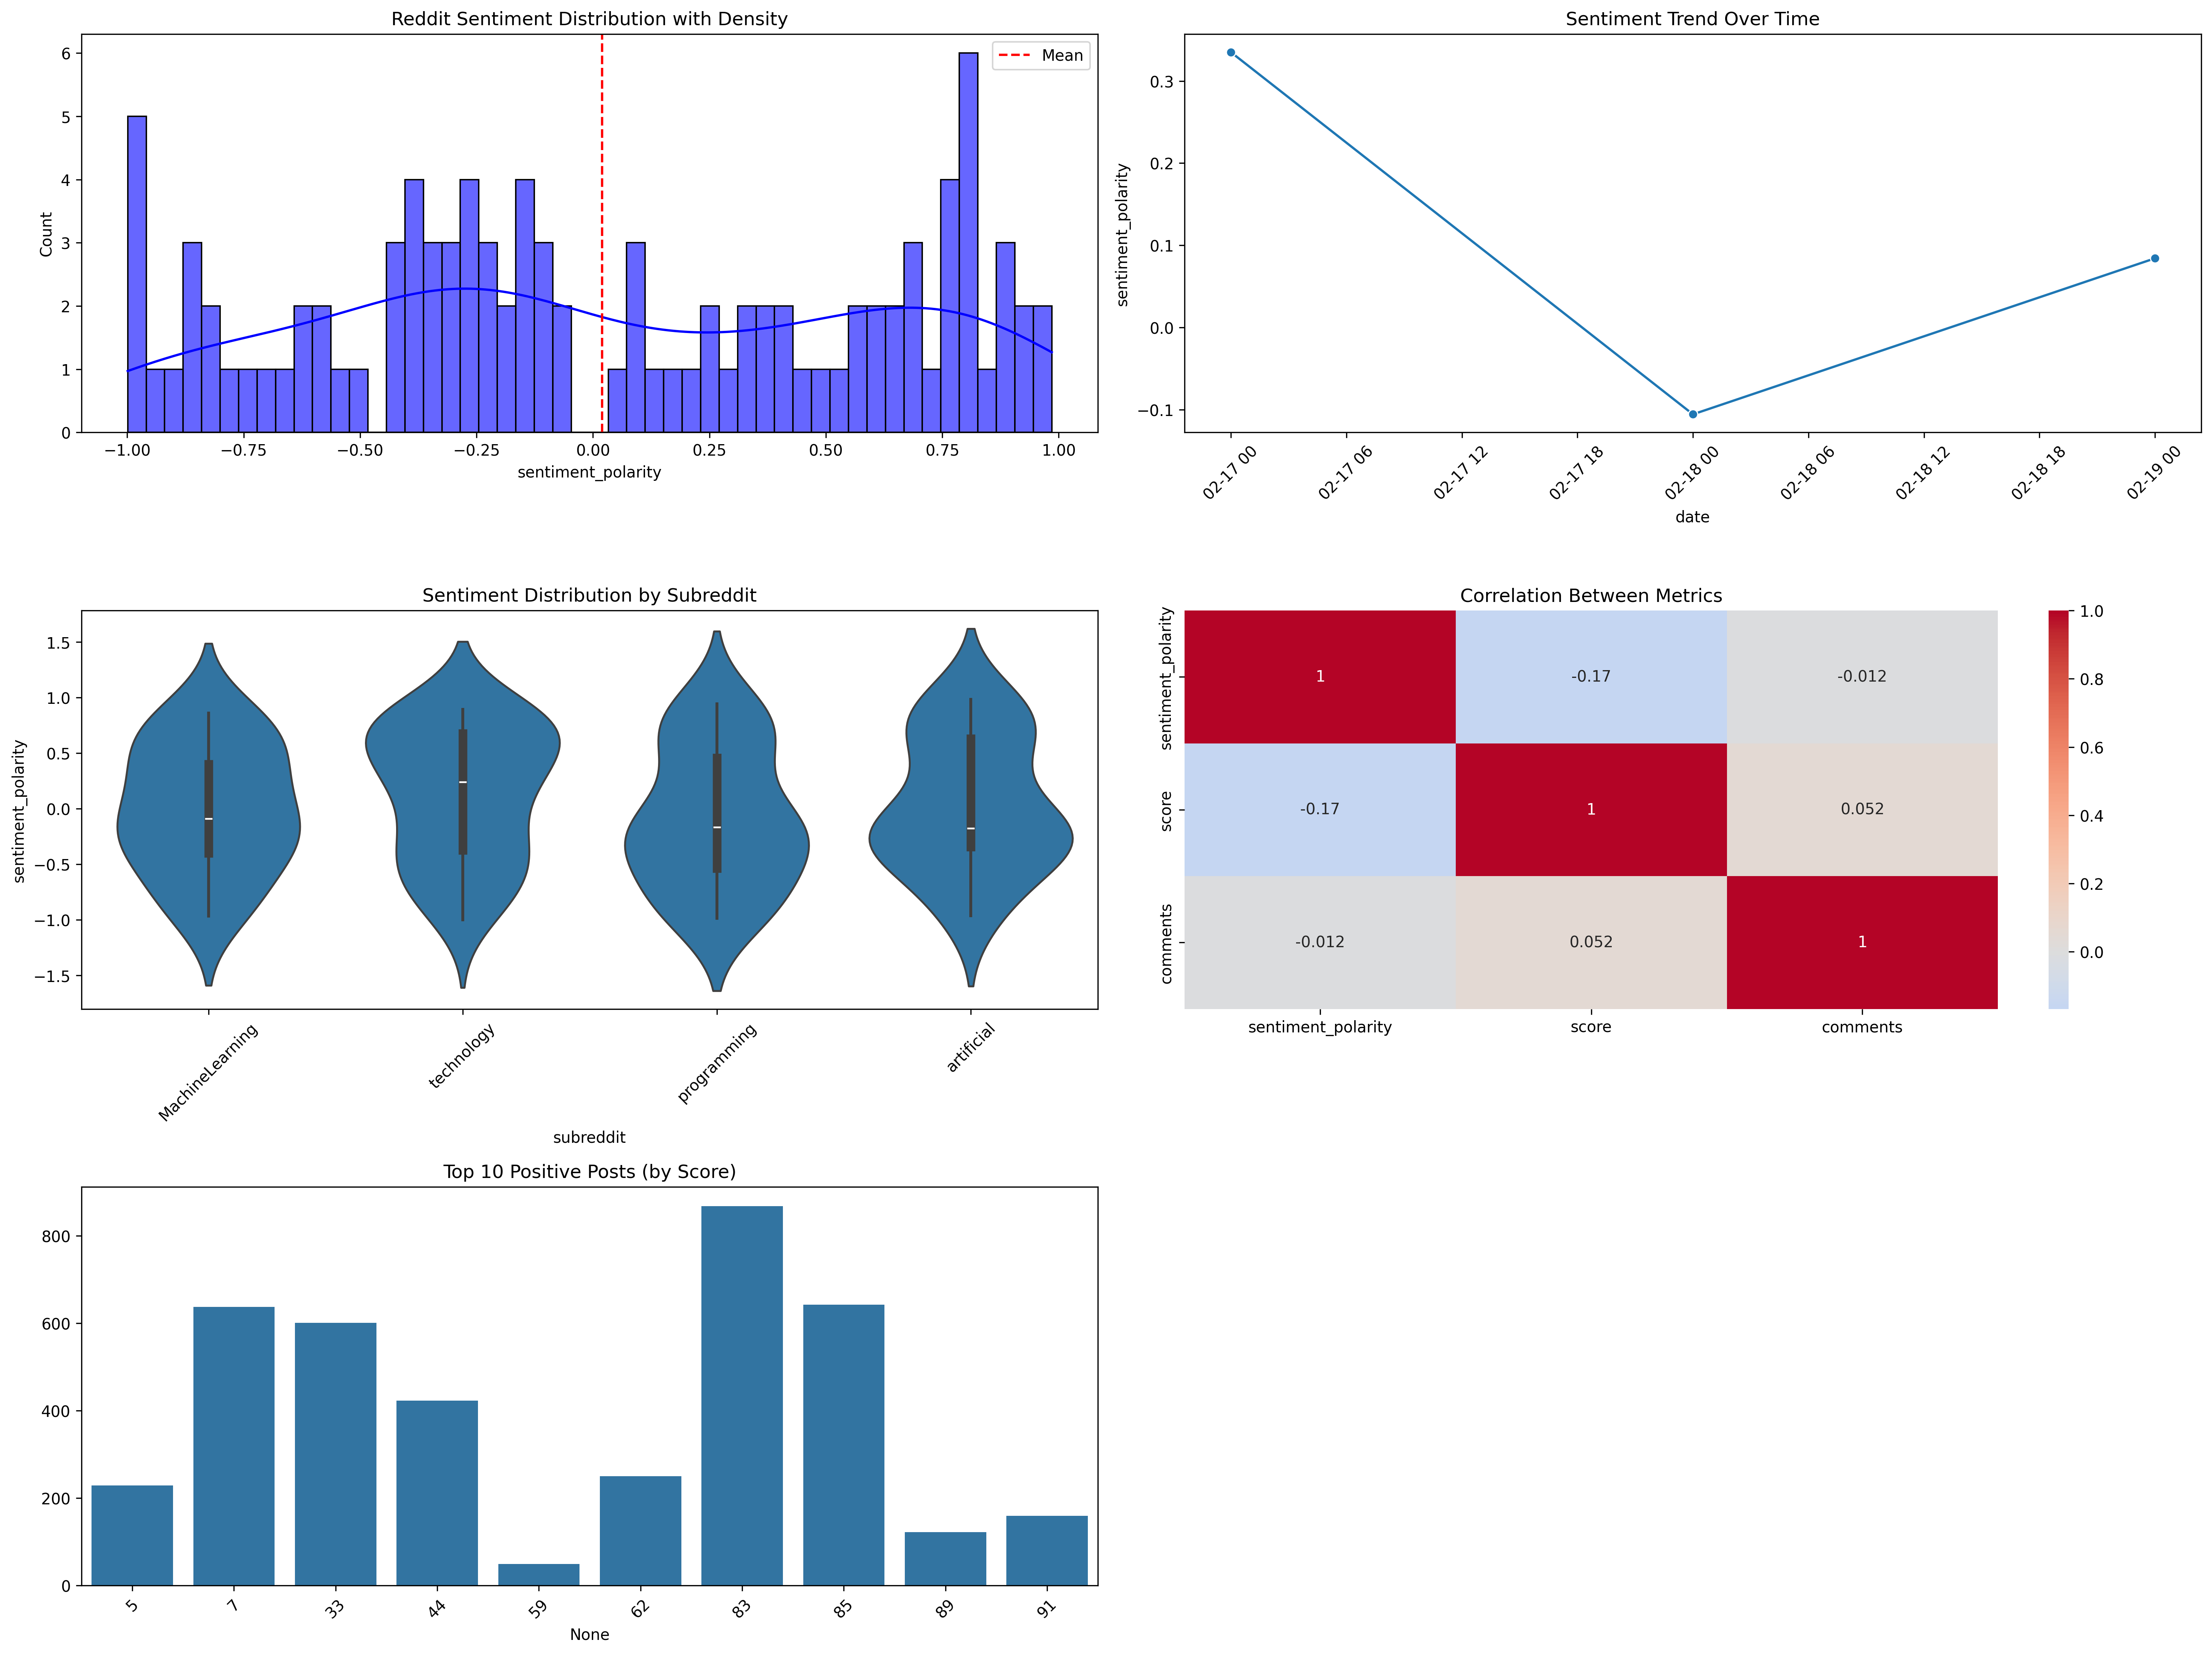 Reddit Sentiment Distribution with Density
Mean
Count
6
5
4
3
2
1
0
−1.00 −0.75 −0.50 −0.25 0.00 0.25 0.50 0.75 1.00
sentiment_polarity
Sentiment Trend Over Time
sentiment_polarity
0.3
0.2
0.1
0.0
−0.1
02-17 00 02-17 06 02-17 12 02-17 18 02-18 00 02-18 06 02-18 12 02-18 18 02-19 00
date
Sentiment Distribution by Subreddit
sentiment_polarity
1.5
1.0
0.5
0.0
−0.5
−1.0
−1.5
MachineLearning technology programming artificial
subreddit
Correlation Between Metrics
sentiment_polarity
1 -0.17 -0.012
score
-0.17 1 0.052
comments
-0.012 0.052 1
sentiment_polarity score comments
1.0
0.8
0.6
0.4
0.2
0.0
Top 10 Positive Posts (by Score)
800
600
400
200
0
5 7 33 44 59 62 83 85 89 91
None